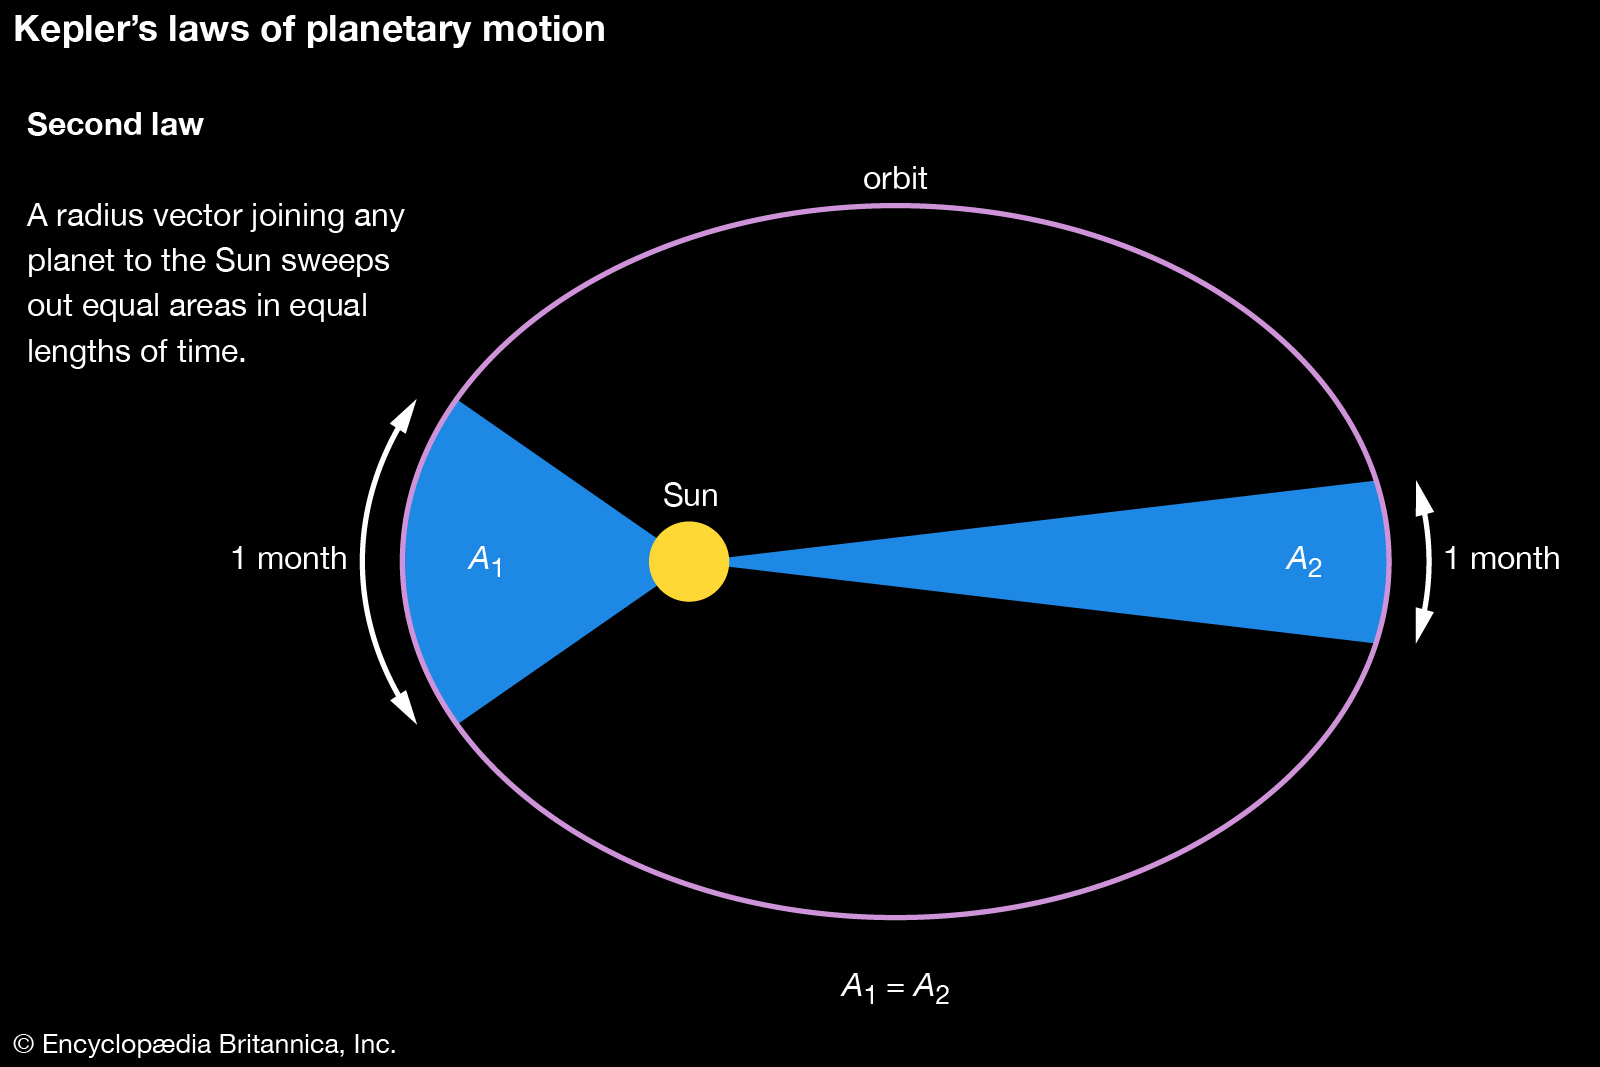 Kepler’s laws of planetary motion
Second law
A radius vector joining any
planet to the Sun sweeps
out equal areas in equal
lengths of time.
orbit
Sun
1 month
A₁
A₂
1 month
A₁ = A₂
© Encyclopædia Britannica, Inc.